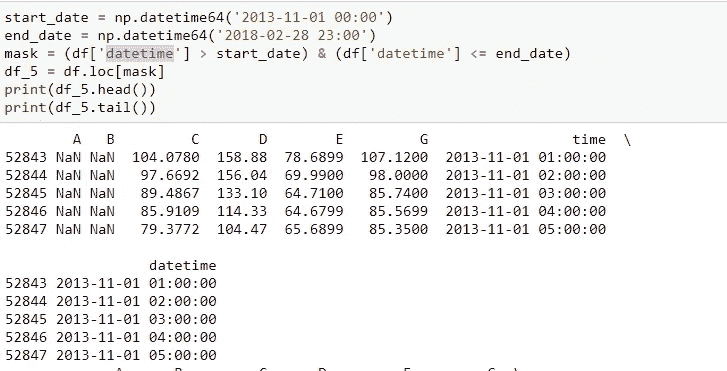 start_date = np.datetime64('2013-11-01 00:00')
end_date = np.datetime64('2018-02-28 23:00')
mask = (df['datetime'] > start_date) & (df['datetime'] <= end_date)
df_5 = df.loc[mask]
print(df_5.head())
print(df_5.tail())
A B C D E G time \
52843 NaN NaN 104.0780 158.88 78.6899 107.1200 2013-11-01 01:00:00
52844 NaN NaN 97.6692 156.04 69.9900 98.0000 2013-11-01 02:00:00
52845 NaN NaN 89.4867 133.10 64.7100 85.7400 2013-11-01 03:00:00
52846 NaN NaN 85.9109 114.33 64.6799 85.5699 2013-11-01 04:00:00
52847 NaN NaN 79.3772 104.47 65.6899 85.3500 2013-11-01 05:00:00
datetime
52843 2013-11-01 01:00:00
52844 2013-11-01 02:00:00
52845 2013-11-01 03:00:00
52846 2013-11-01 04:00:00
52847 2013-11-01 05:00:00